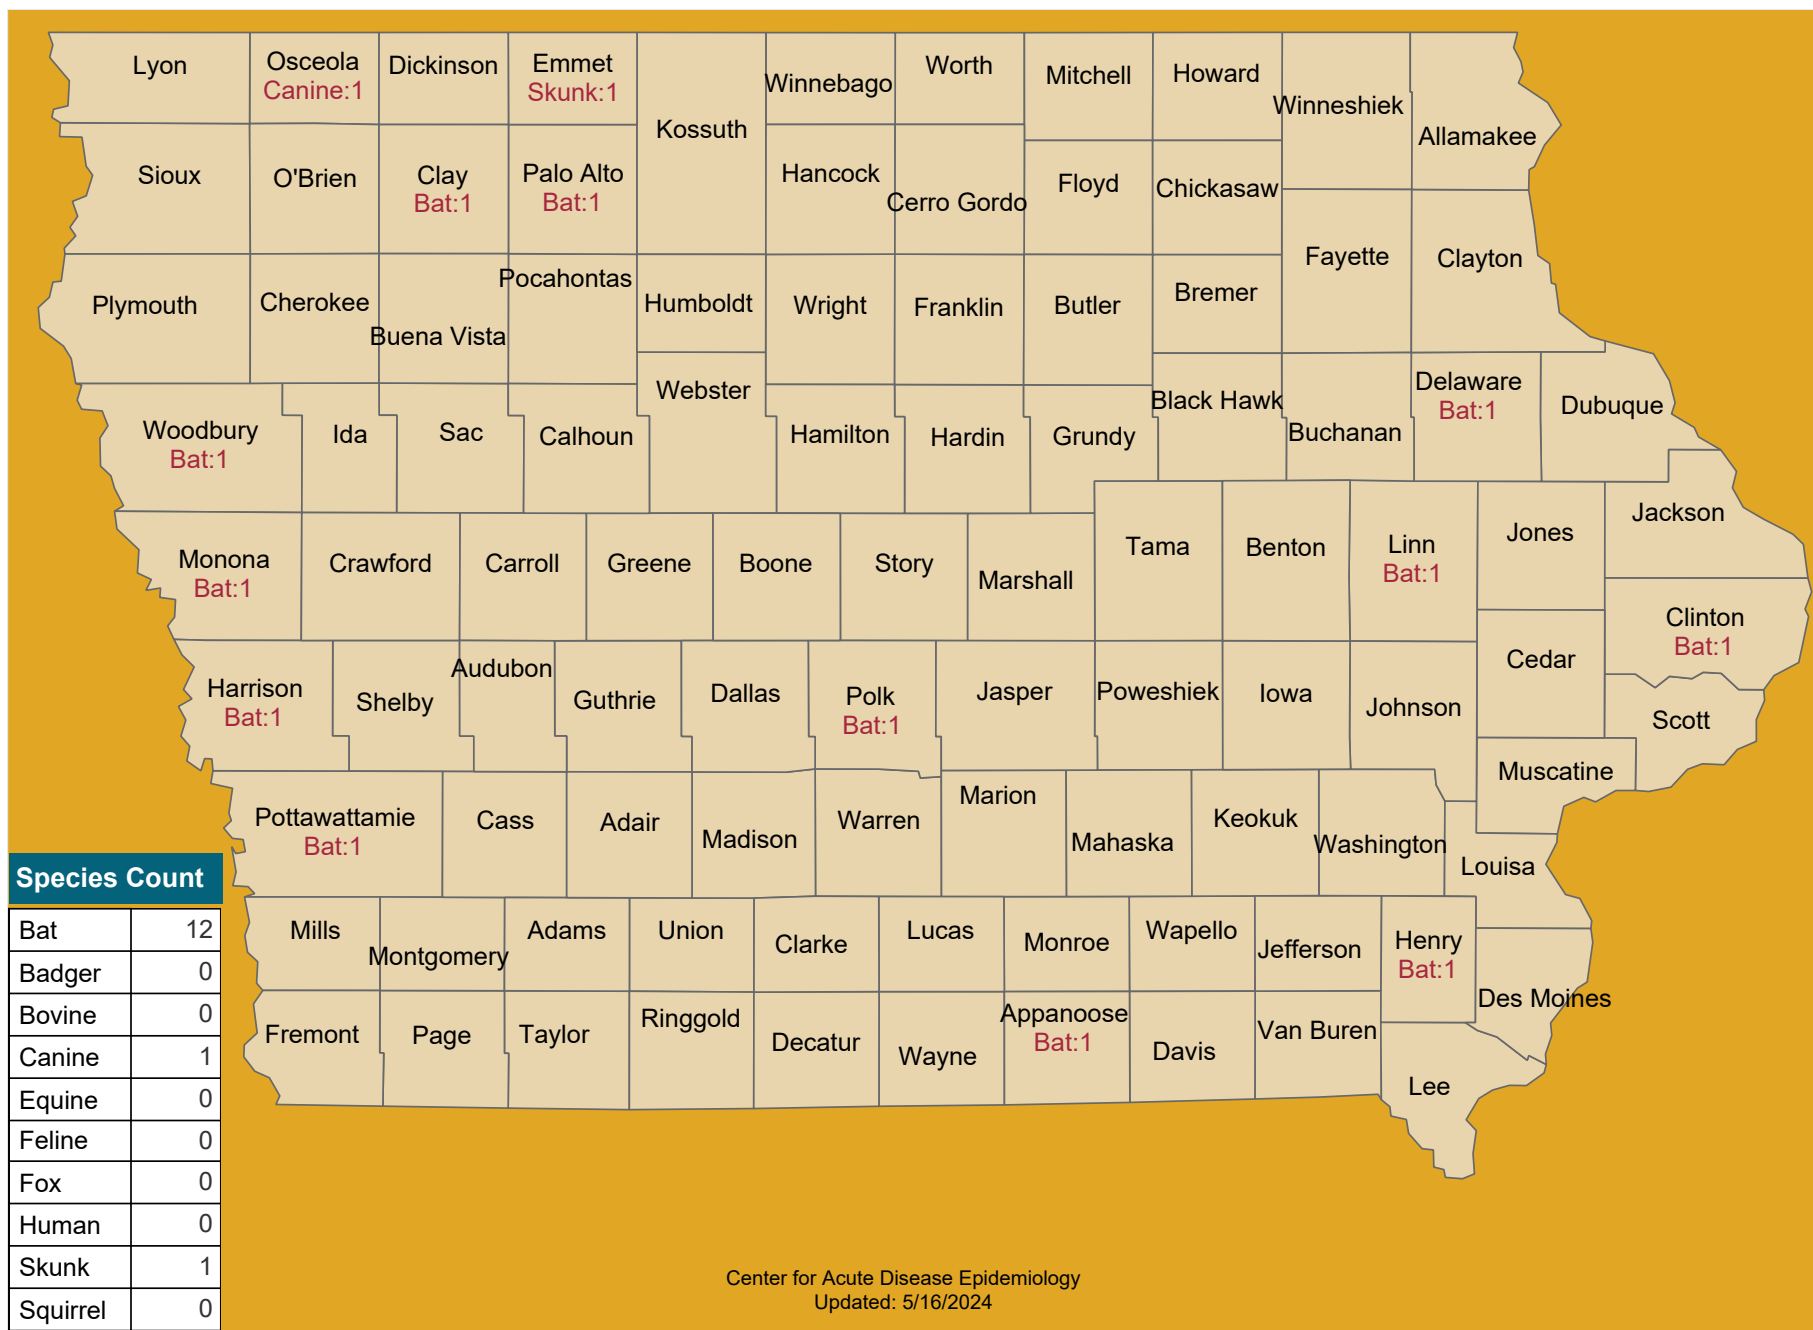 Lyon
Osceola
Canine:1
Dickinson
Emmet
Skunk:1
Kossuth
Winnebago
Worth
Mitchell
Howard
Winneshiek
Allamakee
Sioux
O'Brien
Clay
Bat:1
Palo Alto
Bat:1
Hancock
Cerro Gordo
Floyd
Chickasaw
Fayette
Clayton
Plymouth
Cherokee
Buena Vista
Pocahontas
Humboldt
Wright
Franklin
Butler
Bremer
Woodbury
Bat:1
Ida
Sac
Calhoun
Webster
Hamilton
Hardin
Grundy
Black Hawk
Buchanan
Delaware
Bat:1
Dubuque
Monona
Bat:1
Crawford
Carroll
Greene
Boone
Story
Marshall
Tama
Benton
Linn
Bat:1
Jones
Jackson
Clinton
Bat:1
Harrison
Bat:1
Shelby
Audubon
Guthrie
Dallas
Polk
Bat:1
Jasper
Poweshiek
Iowa
Johnson
Cedar
Scott
Muscatine
Pottawattamie
Bat:1
Cass
Adair
Madison
Warren
Marion
Mahaska
Keokuk
Washington
Louisa
Mills
Montgomery
Adams
Union
Clarke
Lucas
Monroe
Wapello
Jefferson
Henry
Bat:1
Des Moines
Fremont
Page
Taylor
Ringgold
Decatur
Wayne
Appanoose
Bat:1
Davis
Van Buren
Lee
Species Count
Bat 12
Badger 0
Bovine 0
Canine 1
Equine 0
Feline 0
Fox 0
Human 0
Skunk 1
Squirrel 0
Center for Acute Disease Epidemiology
Updated: 5/16/2024